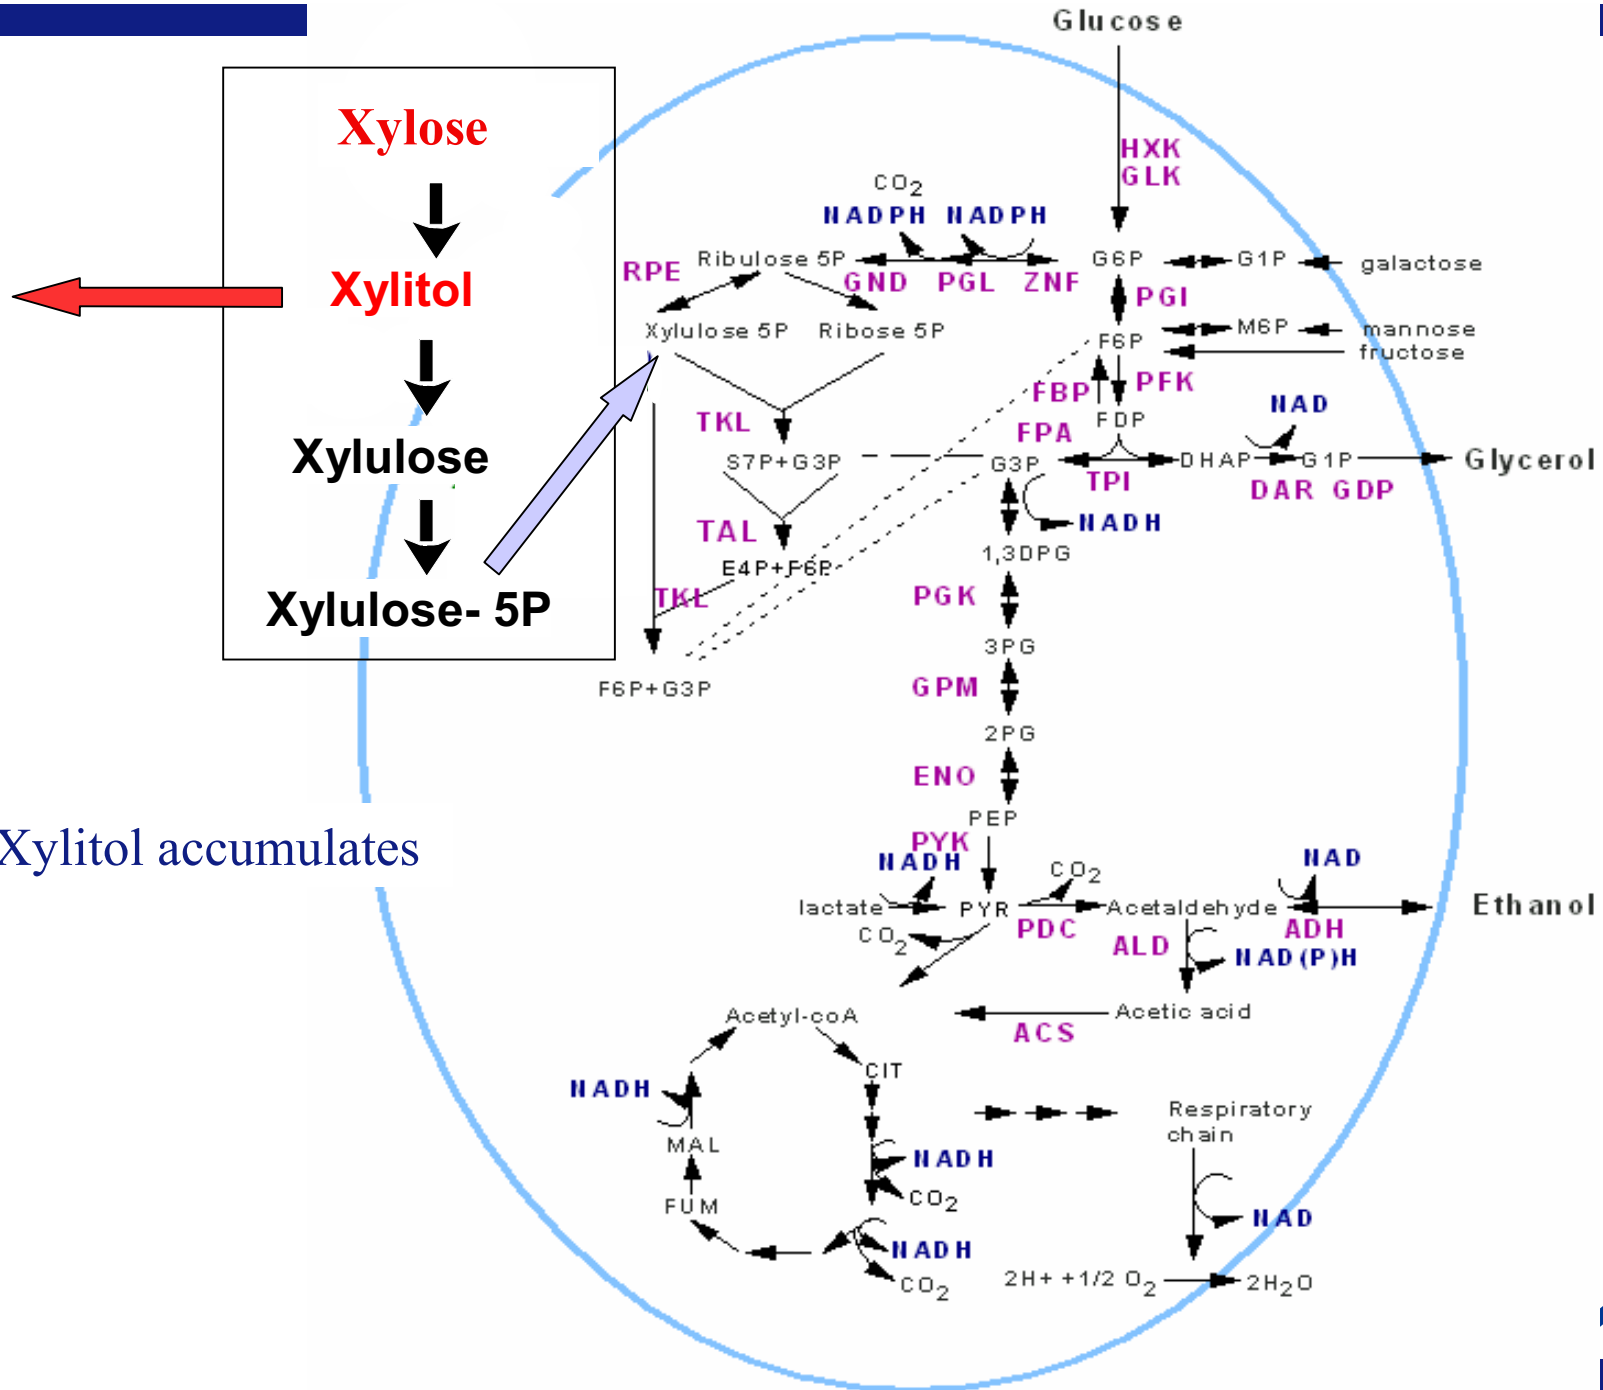 Glucose
Xylose
HXK
GLK
CO2
NADPH NADPH
Ribulose 5P
G6P
G1P
galactose
RPE
GND PGL ZNF
Xylitol
PGI
Xylulose 5P
Ribose 5P
F6P
M6P
mannose
fructose
FBP
PFK
NAD
TKL
FPA
FDP
Xylulose
S7P+G3P
G3P
TPI
DHAP
G1P
Glycerol
DAR GDP
NADH
TAL
1,3DPG
E4P+F6P
Xylulose- 5P
TKL
PGK
3PG
F6P+G3P
GPM
2PG
ENO
PEP
Xylitol accumulates
PYK
NADH
CO2
NAD
lactate
PYR
Acetaldehyde
Ethanol
CO2
PDC
ALD
ADH
NAD(P)H
Acetyl-coA
Acetic acid
ACS
CIT
NADH
MAL
Respiratory
chain
NADH
CO2
FUM
NAD
NADH
CO2
2H+ +1/2 O2
2H2O